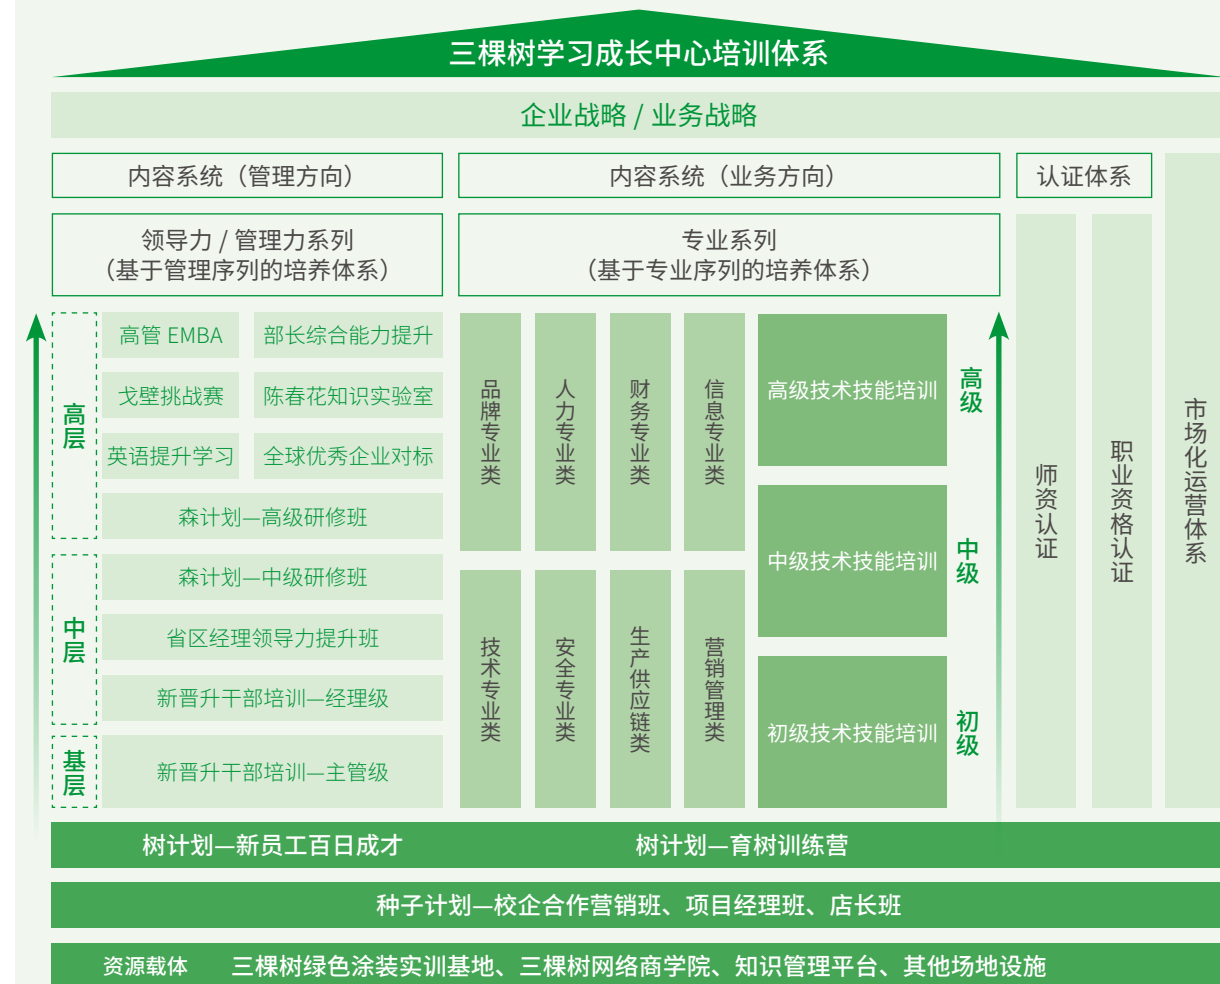 三棵树学习成长中心培训体系
企业战略 / 业务战略
内容系统（管理方向）
内容系统（业务方向）
认证体系
领导力 / 管理力系列
（基于管理序列的培养体系）
专业系列
（基于专业序列的培养体系）
高层
高管 EMBA
部长综合能力提升
戈壁挑战赛
陈春花知识实验室
英语提升学习
全球优秀企业对标
森计划—高级研修班
中层
森计划—中级研修班
省区经理领导力提升班
新晋升干部培训—经理级
基层
新晋升干部培训—主管级
品牌专业类
人力专业类
财务专业类
信息专业类
技术专业类
安全专业类
生产供应链类
营销管理类
高级技术技能培训
高级
中级技术技能培训
中级
初级技术技能培训
初级
师资认证
职业资格认证
市场化运营体系
树计划—新员工百日成才
树计划—育树训练营
种子计划—校企合作营销班、项目经理班、店长班
资源载体
三棵树绿色涂装实训基地、三棵树网络商学院、知识管理平台、其他场地设施